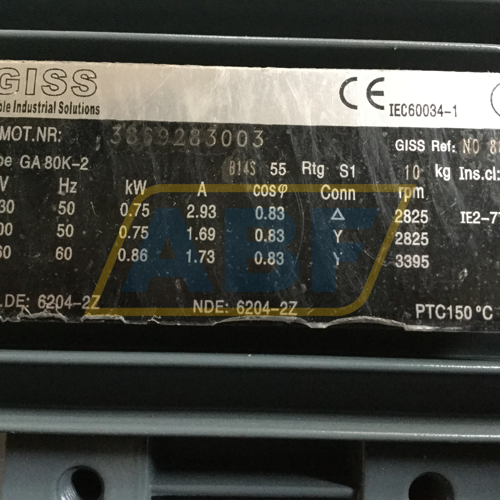 GISS
ble Industrial Solutions
CE IEC60034-1
MOT.NR: 3869283003 GISS Ref: NO 8
pe GA 80K-2 B14S 55 Rtg S1 10 kg Ins.cl:
V Hz kW A cosφ Conn rpm
30 50 0.75 2.93 0.83 △ 2825 IE2-7
00 50 0.75 1.69 0.83 Y 2825
60 60 0.86 1.73 0.83 Y 3395
DE: 6204-2Z NDE: 6204-2Z PTC150 °C
ABF